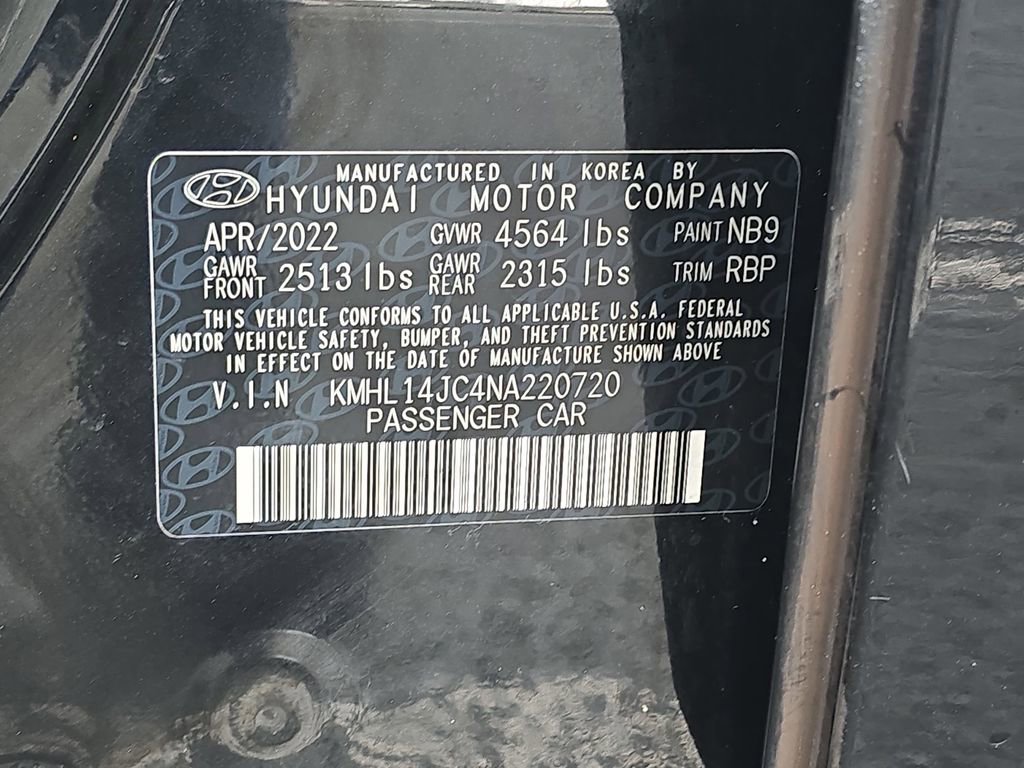 MANUFACTURED IN KOREA BY
HYUNDAI MOTOR COMPANY
APR/2022 GVWR 4564 lbs PAINT NB9
GAWR FRONT 2513 lbs GAWR REAR 2315 lbs TRIM RBP
THIS VEHICLE CONFORMS TO ALL APPLICABLE U.S.A. FEDERAL
MOTOR VEHICLE SAFETY, BUMPER, AND THEFT PREVENTION STANDARDS
IN EFFECT ON THE DATE OF MANUFACTURE SHOWN ABOVE
V.I.N KMHL14JC4NA220720
PASSENGER CAR